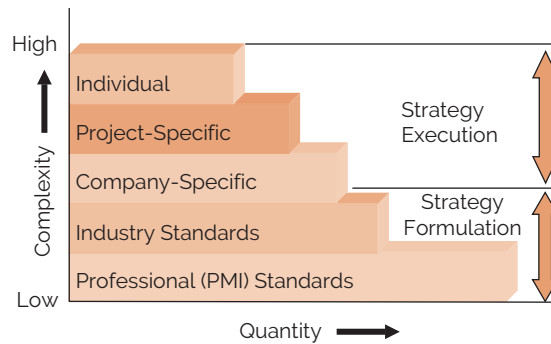 High
Individual
Project-Specific
Company-Specific
Industry Standards
Professional (PMI) Standards
Low
Complexity
Quantity
Strategy
Execution
Strategy
Formulation